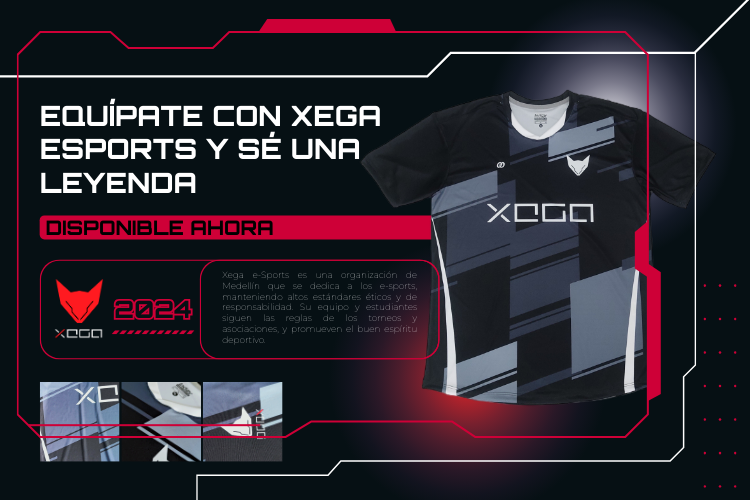 EQUÍPATE CON XEGA
ESPORTS Y SÉ UNA
LEYENDA
DISPONIBLE AHORA
2024
XEGA
Xega e-Sports es una organización de
Medellín que se dedica a los e-sports,
manteniendo altos estándares éticos y de
responsabilidad. Su equipo y estudiantes
siguen las reglas de los torneos y
asociaciones, y promueven el buen espíritu
deportivo.
XEGA